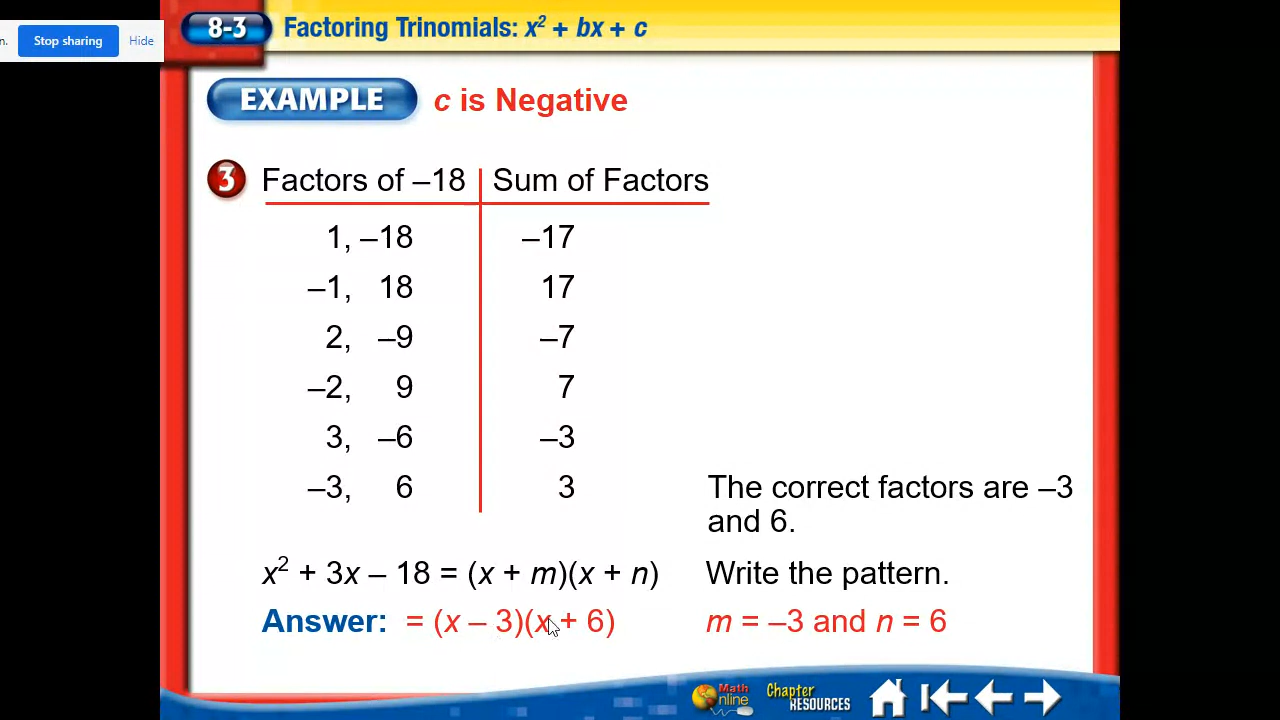 8-3 Factoring Trinomials: x² + bx + c
n. Stop sharing Hide
EXAMPLE c is Negative
3 Factors of –18 Sum of Factors
1, –18 –17
–1, 18 17
2, –9 –7
–2, 9 7
3, –6 –3
–3, 6 3 The correct factors are –3
and 6.
x² + 3x – 18 = (x + m)(x + n) Write the pattern.
Answer: = (x – 3)(x + 6) m = –3 and n = 6
Math Online
Chapter RESOURCES